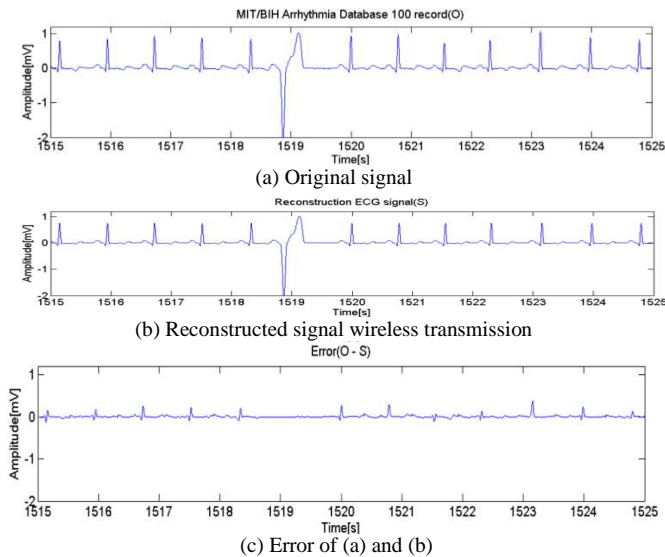 MIT/BIH Arrhythmia Database 100 record(O)
Amplitude[mV]
1
0
-1
-2
1515 1516 1517 1518 1519 1520 1521 1522 1523 1524 1525
Time[s]
(a) Original signal
Reconstruction ECG signal(S)
Amplitude[mV]
1
0
-1
-2
1515 1516 1517 1518 1519 1520 1521 1522 1523 1524 1525
Time[s]
(b) Reconstructed signal wireless transmission
Error(O - S)
Amplitude[mV]
1
0
-1
-2
1515 1516 1517 1518 1519 1520 1521 1522 1523 1524 1525
Time[s]
(c) Error of (a) and (b)